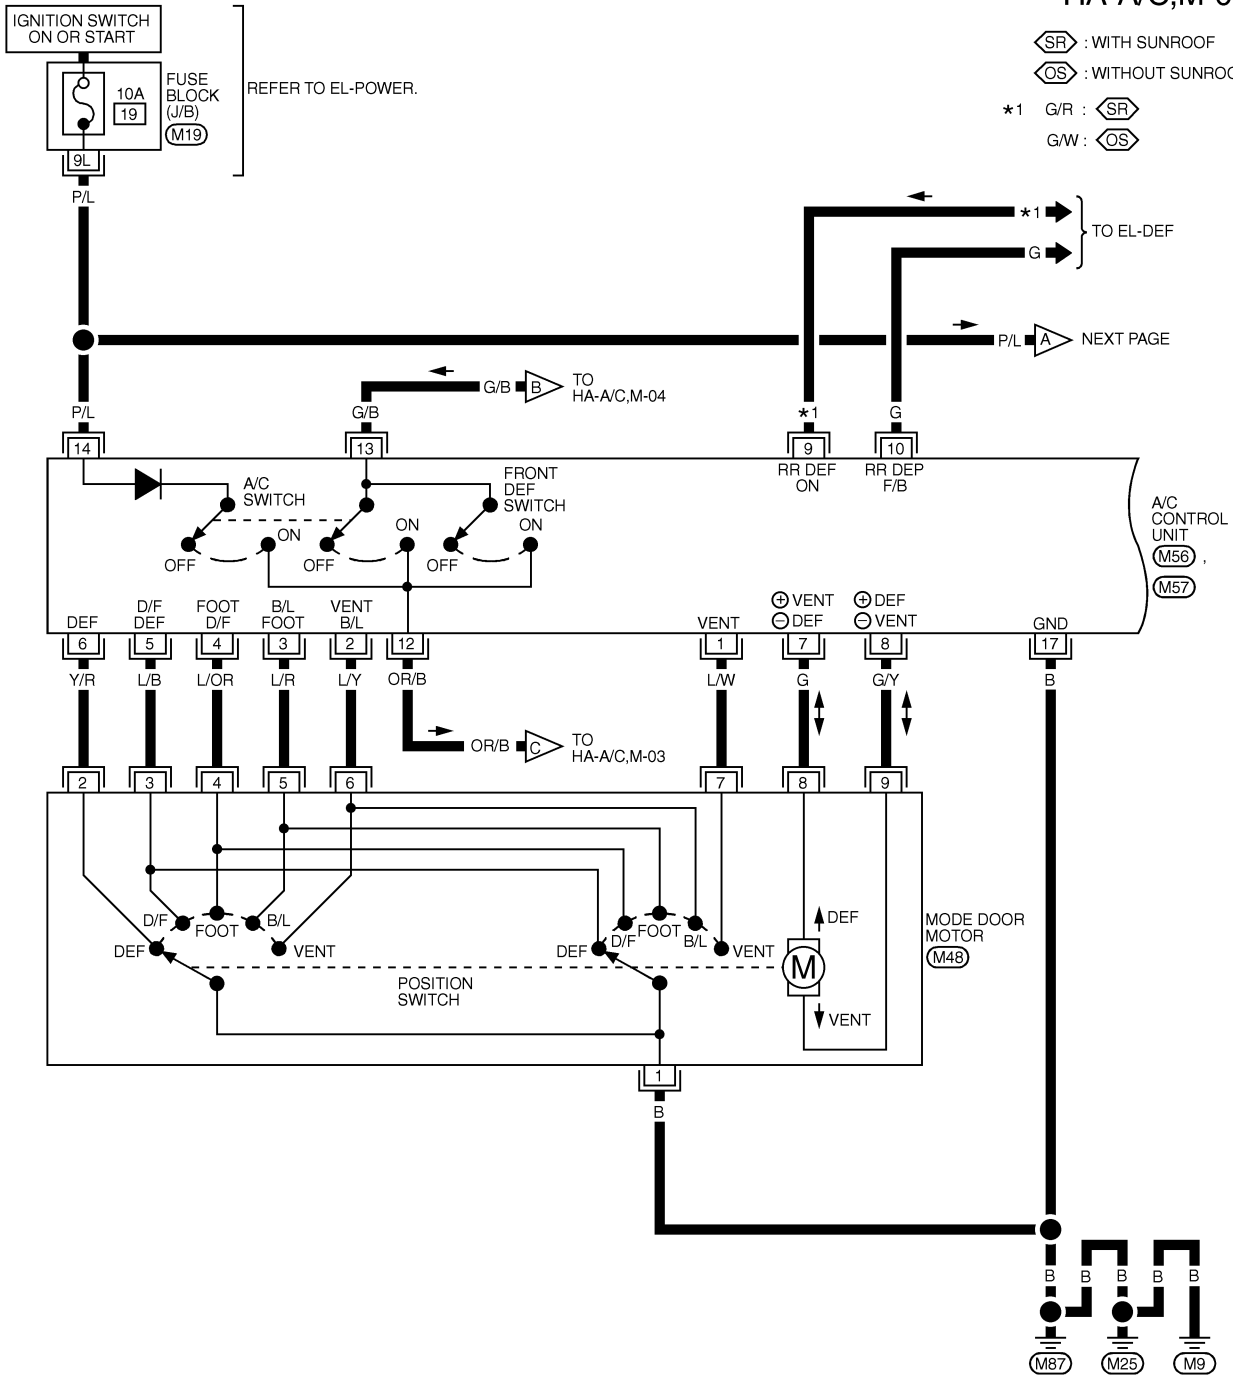 HA-A/C,M-0
IGNITION SWITCH
ON OR START
10A
19
FUSE
BLOCK
(J/B)
M19
REFER TO EL-POWER.
SR : WITH SUNROOF
OS : WITHOUT SUNROO
*1 G/R : SR
G/W : OS
9L
P/L
*1
G
TO EL-DEF
P/L A NEXT PAGE
G/B B TO
HA-A/C,M-04
P/L
G/B
*1
G
14
13
9
10
RR DEF
ON
RR DEP
F/B
A/C
SWITCH
FRONT
DEF
SWITCH
OFF
ON
OFF
ON
OFF
ON
A/C
CONTROL
UNIT
M56 ,
M57
DEF
D/F
DEF
FOOT
D/F
B/L
FOOT
VENT
B/L
VENT
+ VENT
− DEF
+ DEF
− VENT
GND
6
5
4
3
2
12
1
7
8
17
Y/R
L/B
L/OR
L/R
L/Y
OR/B
L/W
G
G/Y
B
OR/B C TO
HA-A/C,M-03
2
3
4
5
6
7
8
9
DEF
D/F
FOOT
B/L
VENT
DEF
D/F
FOOT
B/L
VENT
POSITION
SWITCH
DEF
M
VENT
MODE DOOR
MOTOR
M48
1
B
B
B
B
B
B
M87
M25
M9